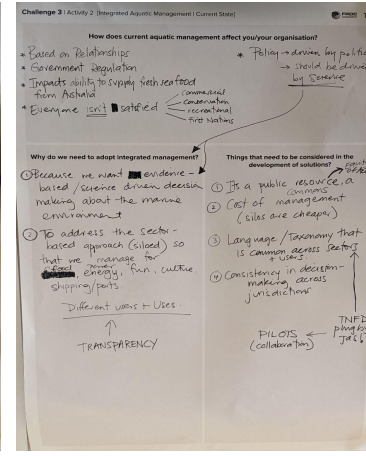 Challenge 3 | Activity 2 [Integrated Aquatic Management | Current State]
How does current aquatic management affect you/your organisation?
* Based on Relationships
* Government Regulation
* Impacts ability to supply fresh seafood
from Australia
* Everyone isn't satisfied
commercial
conservation
recreational
First Nations
* Policy → driven by politic
→ should be drive
by Science
Why do we need to adopt integrated management?
① Because we want evidence-
based / science driven decision
making about the marine
environment
② To address the sector-
based approach (siloed) so
that we manage for
food, energy, fun, culture,
shipping/ports.
Different users + Uses
↑
TRANSPARENCY
Things that need to be considered in the
development of solutions?
① Its a public resource, a
commons
② Cost of management
(silos are cheaper)
③ Language / Taxonomy that
is common across sectors
+ users
④ Consistency in decision-
making across
jurisdictions
PILOTS ←
(collaboration)
TNFD